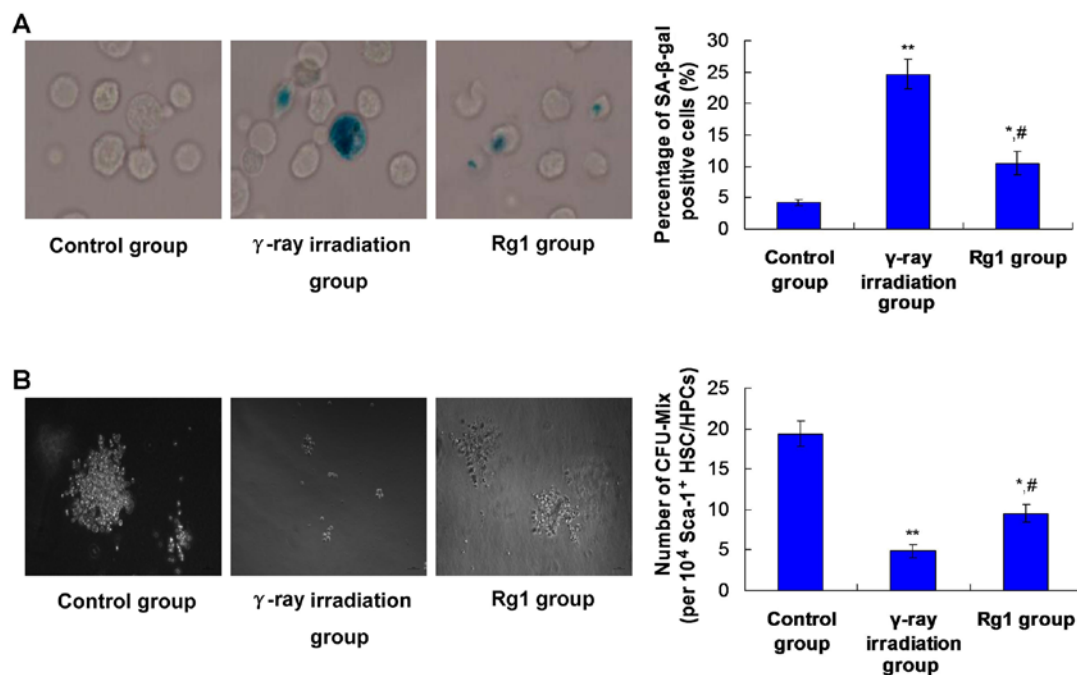 A
Control group
γ-ray irradiation
group
Rg1 group
Percentage of SA-β-gal
positive cells (%)
30
25
20
15
10
5
0
**
*,#
Control
group
γ-ray
irradiation
group
Rg1 group
B
Control group
γ-ray irradiation
group
Rg1 group
Number of CFU-Mix
(per 10⁴ Sca-1⁺ HSC/HPCs)
25
20
15
10
5
0
**
*,#
Control
group
γ-ray
irradiation
group
Rg1 group